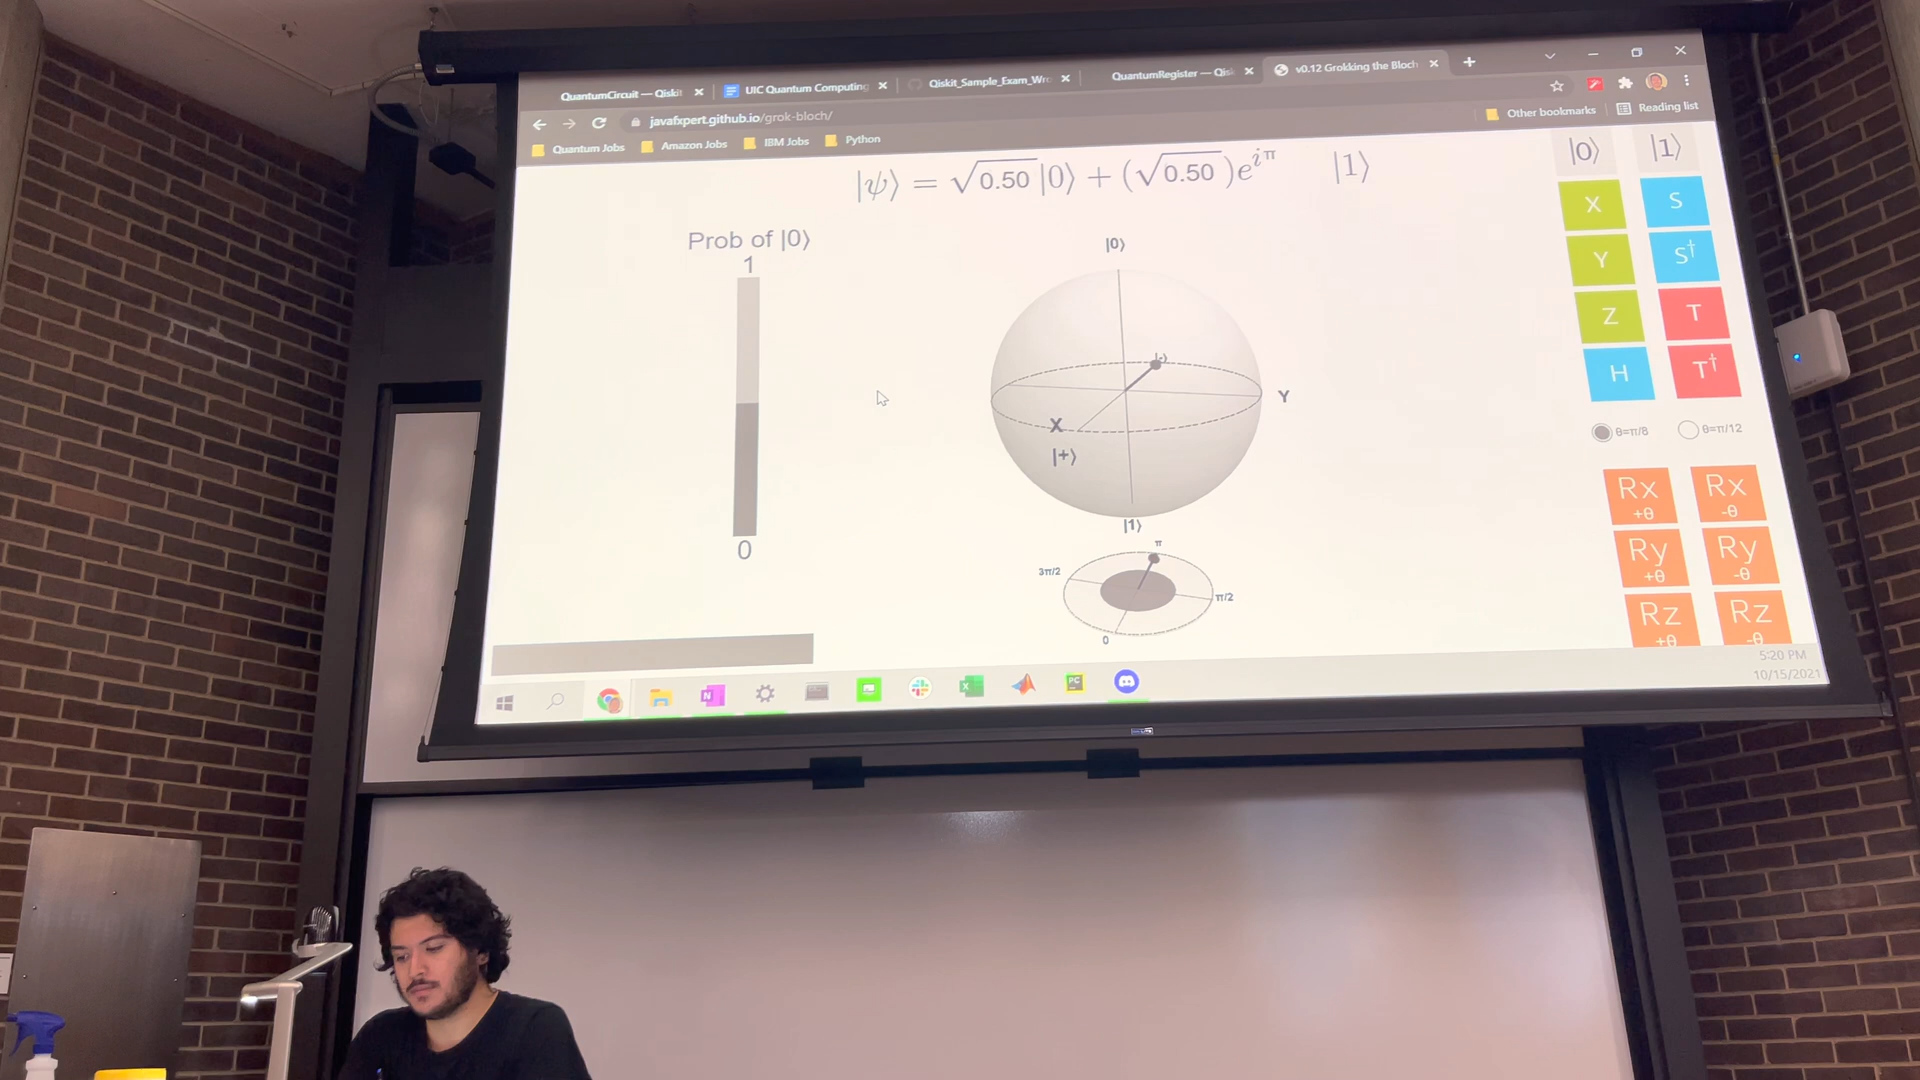 QuantumCircuit — Qiskit
UIC Quantum Computing
Qiskit_Sample_Exam_Wr
QuantumRegister — Qis
v0.12 Grokking the Bloch
javafxpert.github.io/grok-bloch/
Other bookmarks
Reading list
Quantum Jobs
Amazon Jobs
IBM Jobs
Python
|ψ⟩ = √0.50 |0⟩ + (√0.50 )e^iπ |1⟩
|0⟩ |1⟩
X S
Y S†
Z T
H T†
θ=π/8 θ=π/12
Rx +θ Rx -θ
Ry +θ Ry -θ
Rz +θ Rz -θ
Prob of |0⟩
1
0
|0⟩
|-⟩
Y
X
|+⟩
|1⟩
π
3π/2
π/2
0
N
X
PC
5:20 PM
10/15/2021